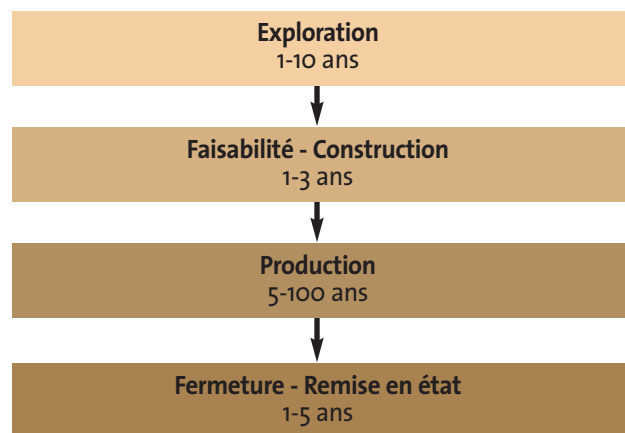 Exploration
1-10 ans
Faisabilité - Construction
1-3 ans
Production
5-100 ans
Fermeture - Remise en état
1-5 ans